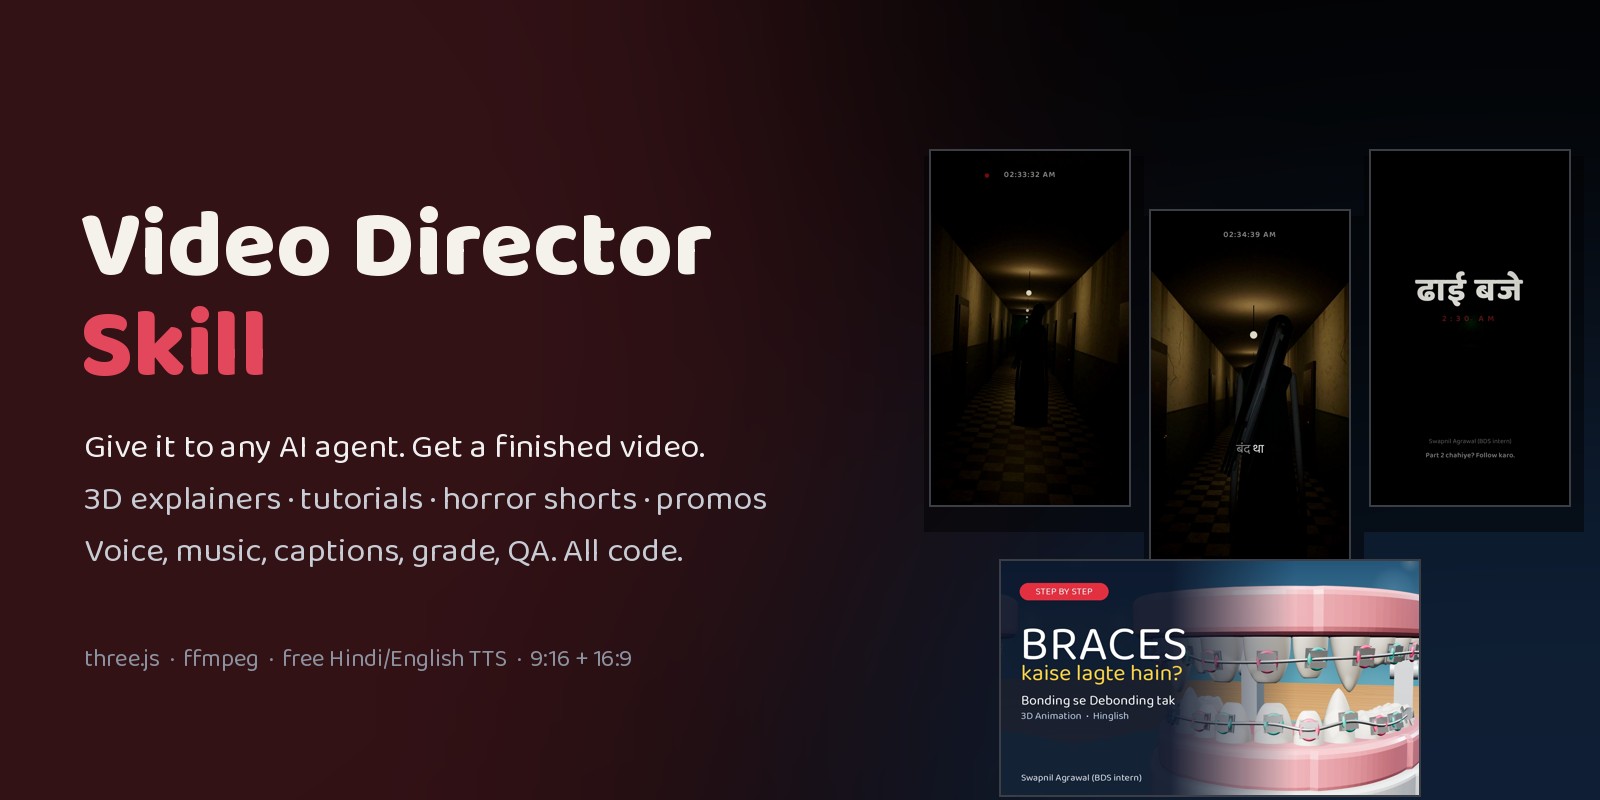 Video Director
Skill
Give it to any AI agent. Get a finished video.
3D explainers · tutorials · horror shorts · promos
Voice, music, captions, grade, QA. All code.
three.js · ffmpeg · free Hindi/English TTS · 9:16 + 16:9
02:33:32 AM
02:34:39 AM
बंद था
ढाई बजे
2:30 AM
Swapnil Agrawal (BDS intern)
Part 2 chahiye? Follow karo.
STEP BY STEP
BRACES
kaise lagte hain?
Bonding se Debonding tak
3D Animation · Hinglish
Swapnil Agrawal (BDS intern)